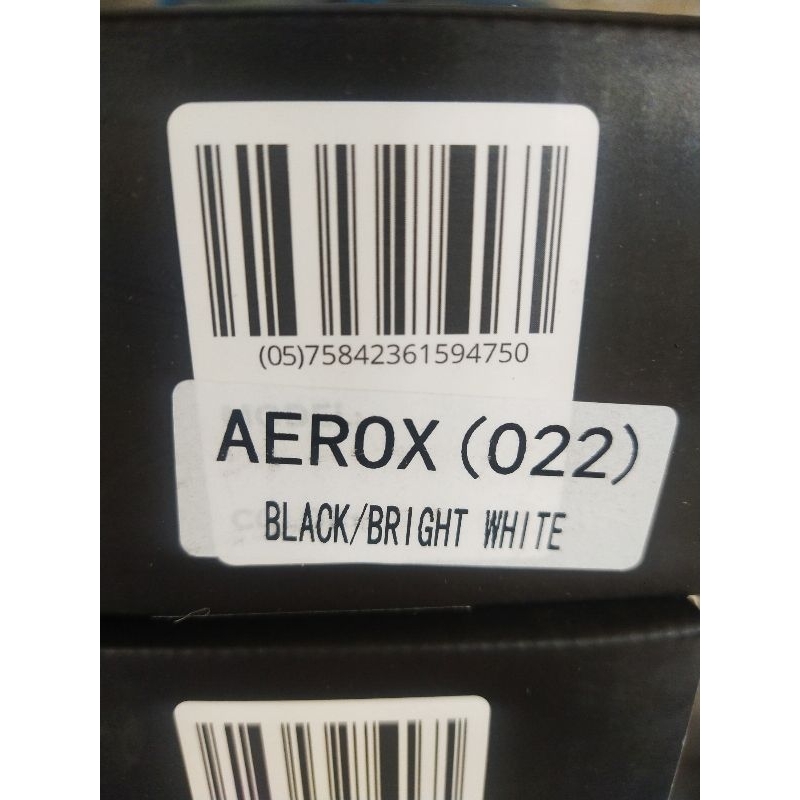 (05)75842361594750
AEROX (022)
BLACK/BRIGHT WHITE